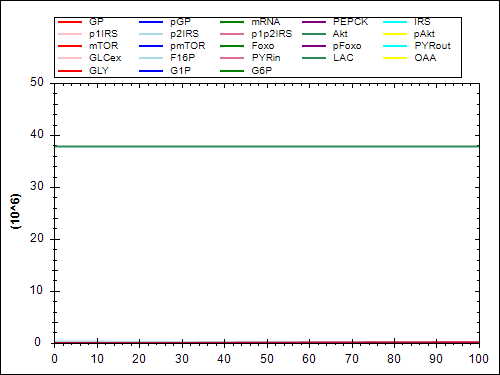 GP pGP mRNA PEPCK IRS
p1IRS p2IRS p1p2IRS Akt pAkt
mTOR pmTOR Foxo pFoxo PYRout
GLCex F16P PYRin LAC OAA
GLY G1P G6P
50
40
30
20
10
0
(10^6)
0 10 20 30 40 50 60 70 80 90 100